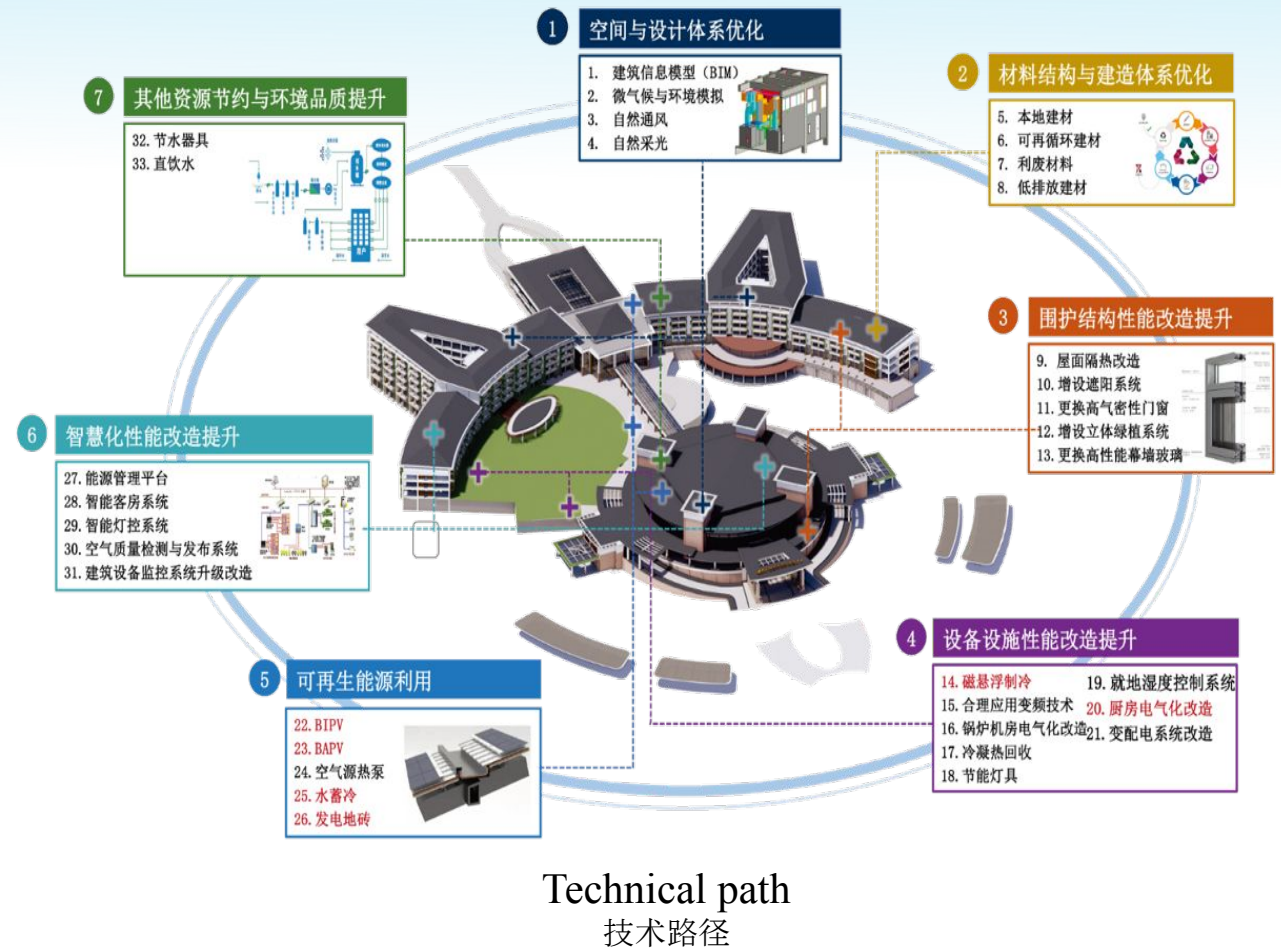 1 空间与设计体系优化
1. 建筑信息模型（BIM）
2. 微气候与环境模拟
3. 自然通风
4. 自然采光
2 材料结构与建造体系优化
5. 本地建材
6. 可再循环建材
7. 利废材料
8. 低排放建材
3 围护结构性能改造提升
9. 屋面隔热改造
10. 增设遮阳系统
11. 更换高气密性门窗
12. 增设立体绿植系统
13. 更换高性能幕墙玻璃
4 设备设施性能改造提升
14. 磁悬浮制冷
15. 合理应用变频技术
16. 锅炉机房电气化改造
17. 冷凝热回收
18. 节能灯具
19. 就地湿度控制系统
20. 厨房电气化改造
21. 变配电系统改造
5 可再生能源利用
22. BIPV
23. BAPV
24. 空气源热泵
25. 水蓄冷
26. 发电地砖
6 智慧化性能改造提升
27. 能源管理平台
28. 智能客房系统
29. 智能灯控系统
30. 空气质量检测与发布系统
31. 建筑设备监控系统升级改造
7 其他资源节约与环境品质提升
32. 节水器具
33. 直饮水
Technical path
技术路径